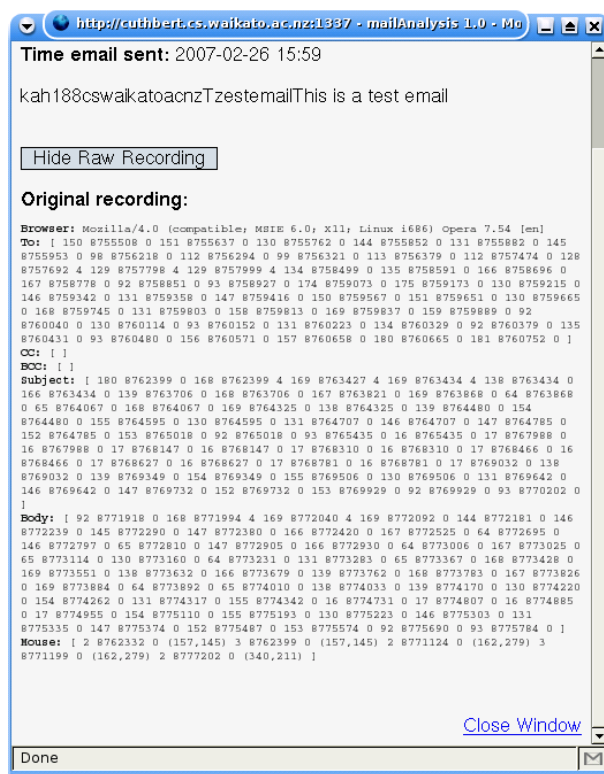 http://cuthbert.cs.waikato.ac.nz:1337 - mailAnalysis 1.0 - Mo
Time email sent: 2007-02-26 15:59
kah188cswaikatoacnzTzestemailThis is a test email
Hide Raw Recording
Original recording:
Browser: Mozilla/4.0 (compatible; MSIE 6.0; X11; Linux i686) Opera 7.54 [en]
To: [ 150 8755508 0 151 8755637 0 130 8755762 0 144 8755852 0 131 8755882 0 145
8755953 0 98 8756218 0 112 8756294 0 99 8756321 0 113 8756379 0 112 8757474 0 128
8757692 4 129 8757798 4 129 8757999 4 134 8758499 0 135 8758591 0 166 8758696 0
167 8758778 0 92 8758851 0 93 8758927 0 174 8759073 0 175 8759173 0 130 8759215 0
146 8759342 0 131 8759358 0 147 8759416 0 150 8759567 0 151 8759651 0 130 8759665
0 168 8759745 0 131 8759803 0 158 8759813 0 169 8759837 0 159 8759889 0 92
8760040 0 130 8760114 0 93 8760152 0 131 8760223 0 134 8760329 0 92 8760379 0 135
8760431 0 93 8760480 0 156 8760571 0 157 8760658 0 180 8760665 0 181 8760752 0 ]
CC: [ ]
BCC: [ ]
Subject: [ 180 8762399 0 168 8762399 4 169 8763427 4 169 8763434 4 138 8763434 0
166 8763434 0 139 8763706 0 168 8763706 0 167 8763821 0 169 8763868 0 64 8763868
0 65 8764067 0 168 8764067 0 169 8764325 0 138 8764325 0 139 8764480 0 154
8764480 0 155 8764595 0 130 8764595 0 131 8764707 0 146 8764707 0 147 8764785 0
152 8764785 0 153 8765018 0 92 8765018 0 93 8765435 0 16 8765435 0 17 8767988 0
16 8767988 0 17 8768147 0 16 8768147 0 17 8768310 0 16 8768310 0 17 8768466 0 16
8768466 0 17 8768627 0 16 8768627 0 17 8768781 0 16 8768781 0 17 8769032 0 138
8769032 0 139 8769349 0 154 8769349 0 155 8769506 0 130 8769506 0 131 8769642 0
146 8769642 0 147 8769732 0 152 8769732 0 153 8769929 0 92 8769929 0 93 8770202 0
]
Body: [ 92 8771918 0 168 8771994 4 169 8772040 4 169 8772092 0 144 8772181 0 146
8772239 0 145 8772290 0 147 8772380 0 166 8772420 0 167 8772525 0 64 8772695 0
146 8772797 0 65 8772810 0 147 8772905 0 166 8772930 0 64 8773006 0 167 8773025 0
65 8773114 0 130 8773160 0 64 8773231 0 131 8773283 0 65 8773367 0 168 8773428 0
169 8773551 0 138 8773632 0 166 8773679 0 139 8773762 0 168 8773783 0 167 8773826
0 169 8773884 0 64 8773892 0 65 8774010 0 138 8774033 0 139 8774170 0 130 8774220
0 154 8774262 0 131 8774317 0 155 8774342 0 16 8774731 0 17 8774807 0 16 8774885
0 17 8774955 0 154 8775110 0 155 8775193 0 130 8775223 0 146 8775303 0 131
8775335 0 147 8775374 0 152 8775487 0 153 8775574 0 92 8775690 0 93 8775784 0 ]
Mouse: [ 2 8762332 0 (157,145) 3 8762399 0 (157,145) 2 8771124 0 (162,279) 3
8771199 0 (162,279) 2 8777202 0 (340,211) ]
Close Window
Done